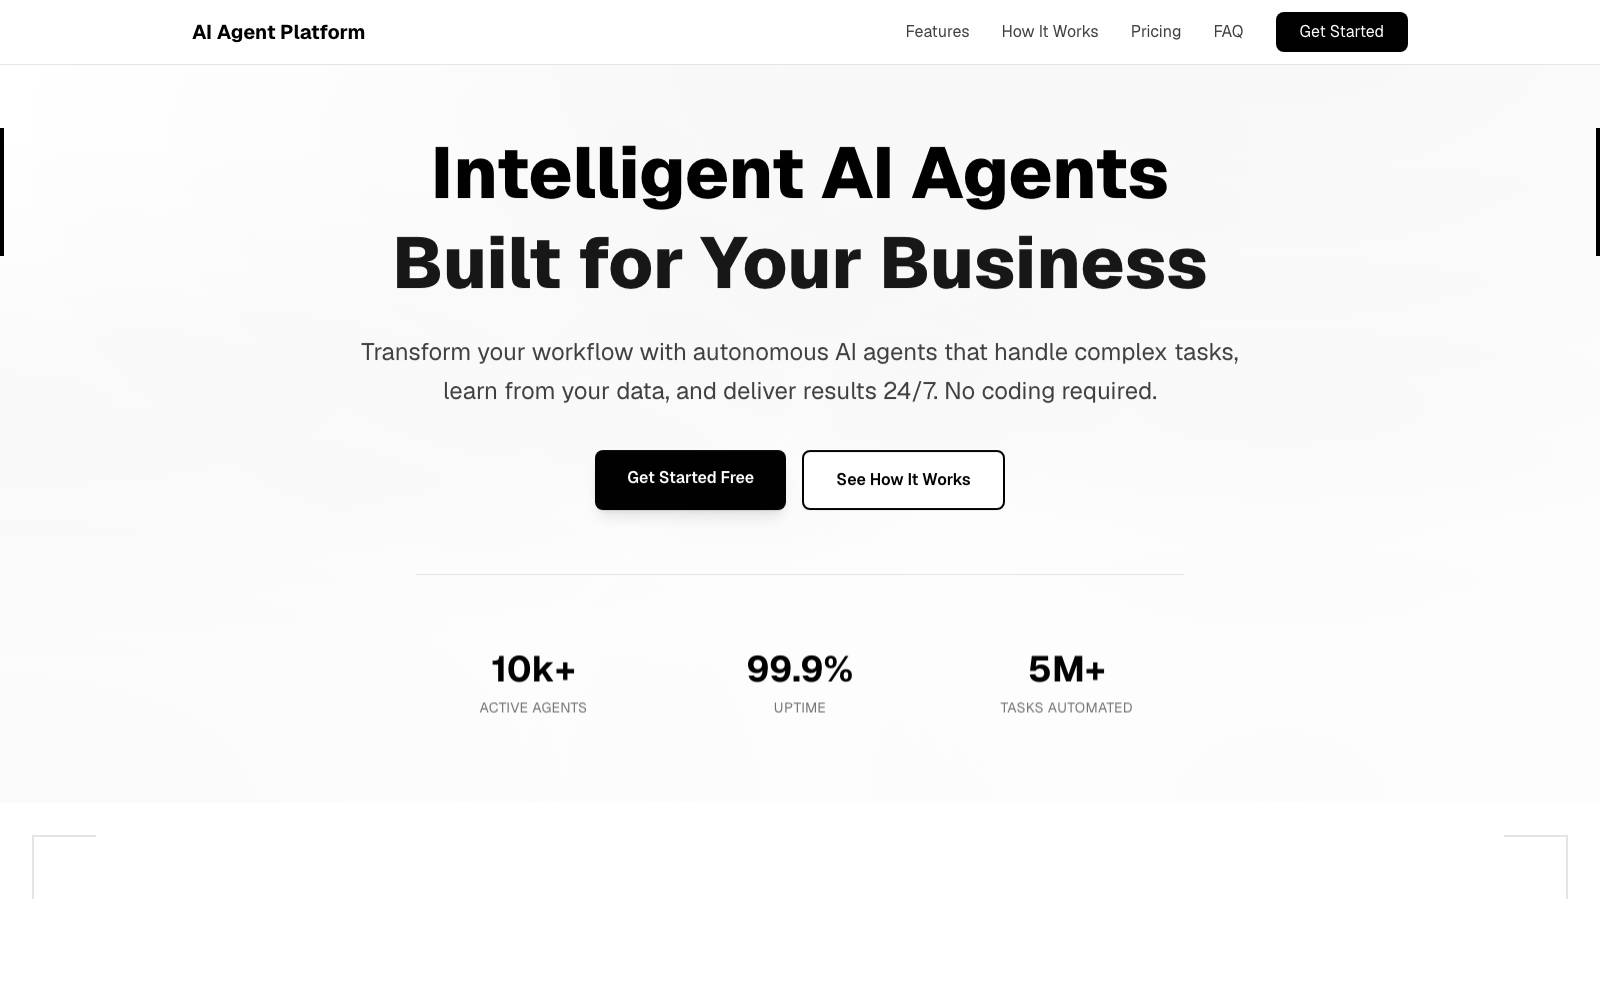 AI Agent Platform
Features
How It Works
Pricing
FAQ
Get Started
Intelligent AI Agents
Built for Your Business
Transform your workflow with autonomous AI agents that handle complex tasks,
learn from your data, and deliver results 24/7. No coding required.
Get Started Free
See How It Works
10k+
ACTIVE AGENTS
99.9%
UPTIME
5M+
TASKS AUTOMATED